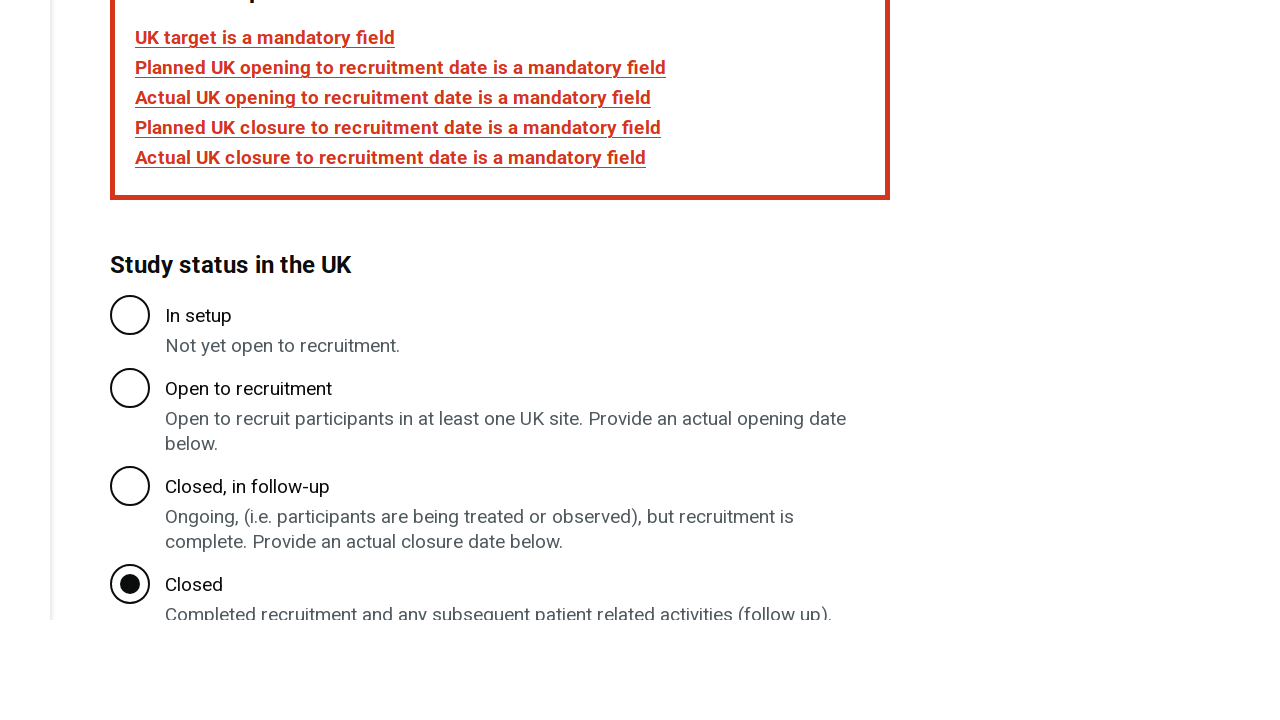 UK target is a mandatory field
Planned UK opening to recruitment date is a mandatory field
Actual UK opening to recruitment date is a mandatory field
Planned UK closure to recruitment date is a mandatory field
Actual UK closure to recruitment date is a mandatory field
Study status in the UK
In setup
Not yet open to recruitment.
Open to recruitment
Open to recruit participants in at least one UK site. Provide an actual opening date
below.
Closed, in follow-up
Ongoing, (i.e. participants are being treated or observed), but recruitment is
complete. Provide an actual closure date below.
Closed
Completed recruitment and any subsequent patient related activities (follow up).